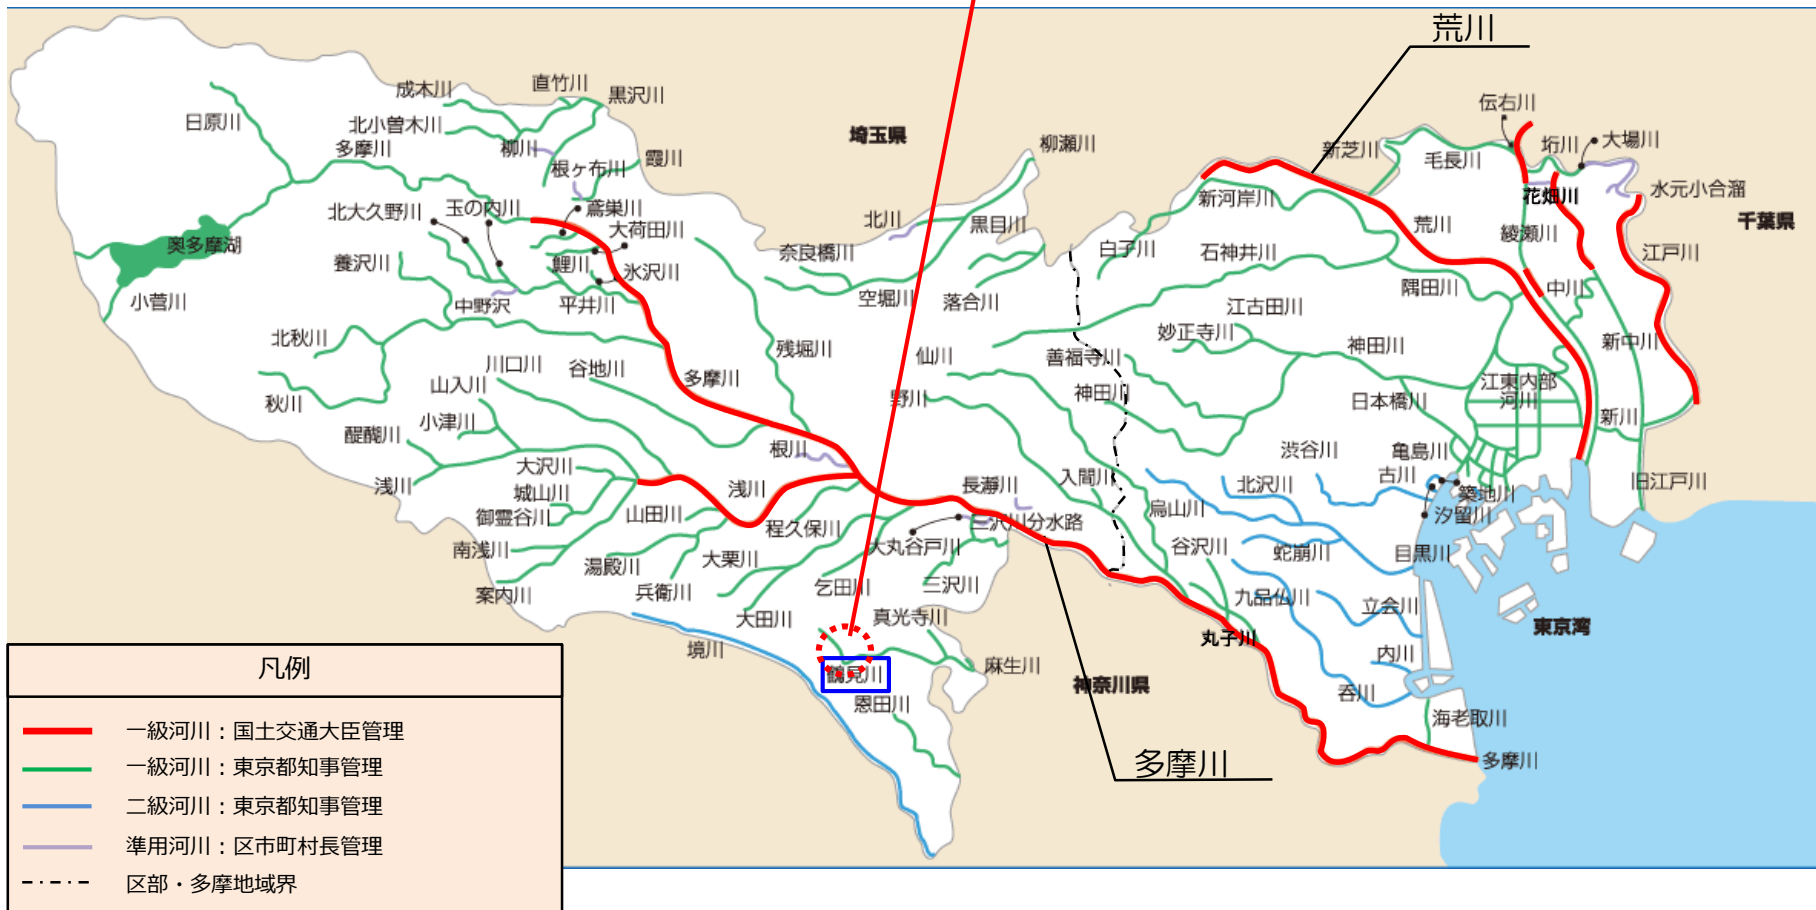 荒川
伝右川
成木川
直竹川
黒沢川
日原川
北小曽木川
埼玉県
柳瀬川
新芝川
毛長川
垳川
大場川
多摩川
柳川
霞川
根ヶ布川
新河岸川
花畑川
水元小合溜
北大久野川
玉の内川
鳶巣川
大荷田川
北川
黒目川
荒川
綾瀬川
千葉県
奥多摩湖
養沢川
鯉川
氷沢川
奈良橋川
白子川
石神井川
江戸川
小菅川
中野沢
平井川
空堀川
落合川
江古田川
隅田川
中川
北秋川
川口川
谷地川
残堀川
仙川
善福寺川
妙正寺川
神田川
新中川
秋川
山入川
多摩川
野川
神田川
日本橋川
江東内部
河川
新川
醍醐川
小津川
大沢川
根川
渋谷川
亀島川
浅川
城山川
浅川
長瀞川
入間川
北沢川
古川
築地川
旧江戸川
御霊谷川
山田川
程久保川
三沢川分水路
烏山川
汐留川
南浅川
湯殿川
大栗川
大丸谷戸川
谷沢川
蛇崩川
目黒川
案内川
兵衛川
乞田川
三沢川
九品仏川
立会川
大田川
真光寺川
丸子川
東京湾
境川
鶴見川
麻生川
神奈川県
内川
恩田川
呑川
海老取川
多摩川
多摩川
凡例
一級河川：国土交通大臣管理
一級河川：東京都知事管理
二級河川：東京都知事管理
準用河川：区市町村長管理
区部・多摩地域界